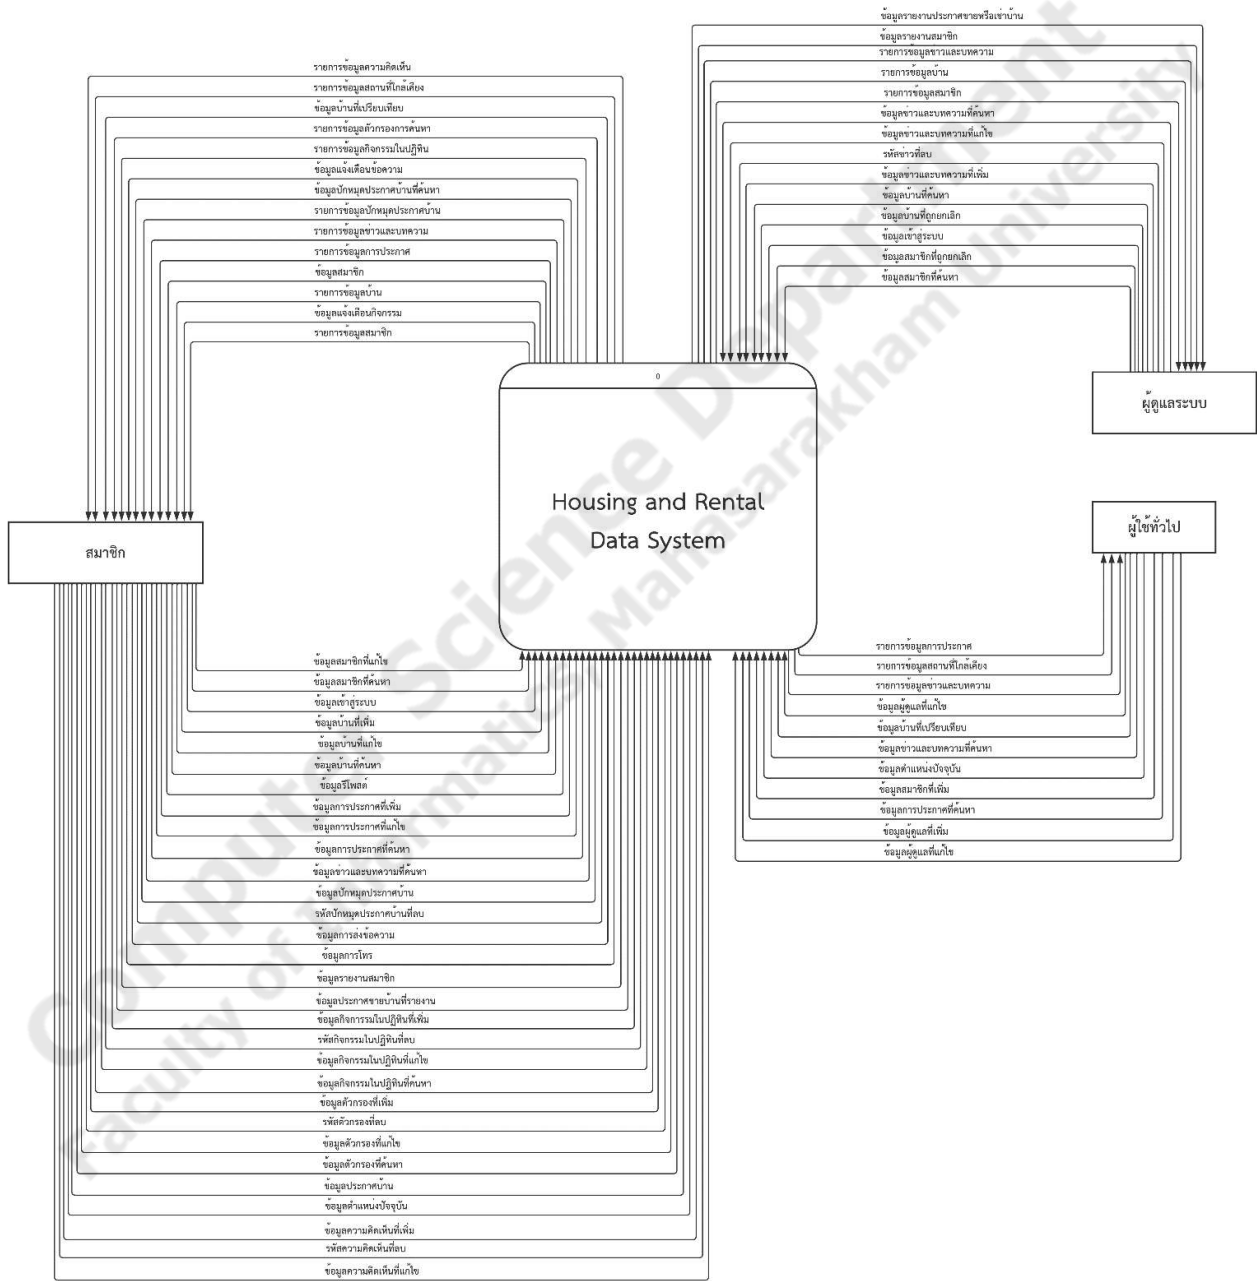 ข้อมูลรายงานประกาศขายหรือเช่าบ้าน
ข้อมูลรายงานสมาชิก
รายการข้อมูลข่าวและบทความ
รายการข้อมูลบ้าน
รายการข้อมูลสมาชิก
ข้อมูลข่าวและบทความที่ค้นหา
ข้อมูลข่าวและบทความที่แก้ไข
รหัสข่าวที่ลบ
ข้อมูลข่าวและบทความที่เพิ่ม
ข้อมูลบ้านที่ค้นหา
ข้อมูลบ้านที่ถูกยกเลิก
ข้อมูลเข้าสู่ระบบ
ข้อมูลสมาชิกที่ถูกยกเลิก
ข้อมูลสมาชิกที่ค้นหา
รายการข้อมูลความคิดเห็น
รายการข้อมูลสถานที่ใกล้เคียง
ข้อมูลบ้านที่เปรียบเทียบ
รายการข้อมูลตัวกรองการค้นหา
รายการข้อมูลกิจกรรมในปฏิทิน
ข้อมูลแจ้งเตือนข้อความ
ข้อมูลปักหมุดประกาศบ้านที่ค้นหา
รายการข้อมูลปักหมุดประกาศบ้าน
รายการข้อมูลข่าวและบทความ
รายการข้อมูลการประกาศ
ข้อมูลสมาชิก
รายการข้อมูลบ้าน
ข้อมูลแจ้งเตือนกิจกรรม
รายการข้อมูลสมาชิก
0
Housing and Rental
Data System
ผู้ดูแลระบบ
ผู้ใช้ทั่วไป
สมาชิก
ข้อมูลสมาชิกที่แก้ไข
ข้อมูลสมาชิกที่ค้นหา
ข้อมูลเข้าสู่ระบบ
ข้อมูลบ้านที่เพิ่ม
ข้อมูลบ้านที่แก้ไข
ข้อมูลบ้านที่ค้นหา
ข้อมูลรีโพสต์
ข้อมูลการประกาศที่เพิ่ม
ข้อมูลการประกาศที่แก้ไข
ข้อมูลการประกาศที่ค้นหา
ข้อมูลข่าวและบทความที่ค้นหา
ข้อมูลปักหมุดประกาศบ้าน
รหัสปักหมุดประกาศบ้านที่ลบ
ข้อมูลการส่งข้อความ
ข้อมูลการโทร
ข้อมูลรายงานสมาชิก
ข้อมูลประกาศขายบ้านที่รายงาน
ข้อมูลกิจการรมในปฏิทินที่เพิ่ม
รหัสกิจกรรมในปฏิทินที่ลบ
ข้อมูลกิจกรรมในปฏิทินที่แก้ไข
ข้อมูลกิจกรรมในปฏิทินที่ค้นหา
ข้อมูลตัวกรองที่เพิ่ม
รหัสตัวกรองที่ลบ
ข้อมูลตัวกรองที่แก้ไข
ข้อมูลตัวกรองที่ค้นหา
ข้อมูลประกาศบ้าน
ข้อมูลตำแหน่งปัจจุบัน
ข้อมูลความคิดเห็นที่เพิ่ม
รหัสความคิดเห็นที่ลบ
ข้อมูลความคิดเห็นที่แก้ไข
รายการข้อมูลการประกาศ
รายการข้อมูลสถานที่ใกล้เคียง
รายการข้อมูลข่าวและบทความ
ข้อมูลผู้ดูแลที่แก้ไข
ข้อมูลบ้านที่เปรียบเทียบ
ข้อมูลข่าวและบทความที่ค้นหา
ข้อมูลตำแหน่งปัจจุบัน
ข้อมูลสมาชิกที่เพิ่ม
ข้อมูลการประกาศที่ค้นหา
ข้อมูลผู้ดูแลที่เพิ่ม
ข้อมูลผู้ดูแลที่แก้ไข
Computer Science Department
Faculty of Informatics, Mahasarakham University